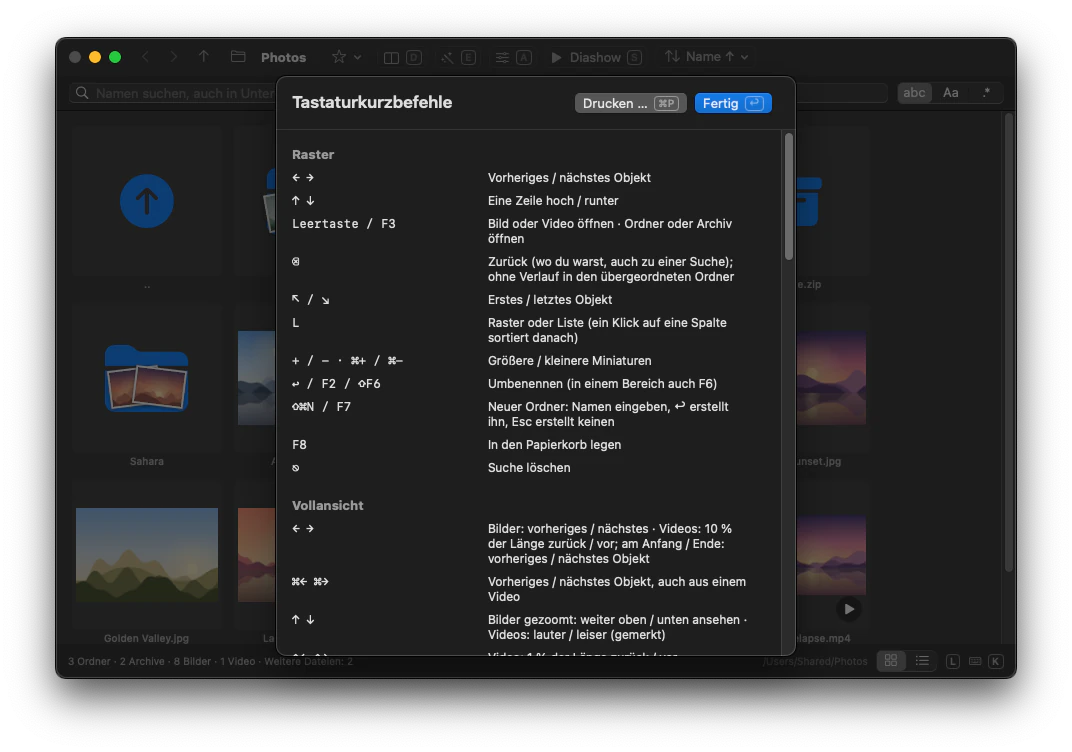 Photos
D
E
A
Diashow S
Name ↑
Namen suchen, auch in Unter
abc
Aa
.*
Tastaturkurzbefehle
Drucken … ⌘P
Fertig ↩
Raster
← → Vorheriges / nächstes Objekt
↑ ↓ Eine Zeile hoch / runter
Leertaste / F3 Bild oder Video öffnen · Ordner oder Archiv
öffnen
⌫ Zurück (wo du warst, auch zu einer Suche);
ohne Verlauf in den übergeordneten Ordner
↖ / ↘ Erstes / letztes Objekt
L Raster oder Liste (ein Klick auf eine Spalte
sortiert danach)
+ / − · ⌘+ / ⌘− Größere / kleinere Miniaturen
↩ / F2 / ⇧F6 Umbenennen (in einem Bereich auch F6)
⇧⌘N / F7 Neuer Ordner: Namen eingeben, ↩ erstellt
ihn, Esc erstellt keinen
F8 In den Papierkorb legen
⎋ Suche löschen
Vollansicht
← → Bilder: vorheriges / nächstes · Videos: 10 %
der Länge zurück / vor; am Anfang / Ende:
vorheriges / nächstes Objekt
⌘← ⌘→ Vorheriges / nächstes Objekt, auch aus einem
Video
↑ ↓ Bilder gezoomt: weiter oben / unten ansehen ·
Videos: lauter / leiser (gemerkt)
..
e.zip
Sahara
A
unset.jpg
Golden Valley.jpg
La
elapse.mp4
3 Ordner · 2 Archive · 8 Bilder · 1 Video · Weitere Dateien: 2
/Users/Shared/Photos
L
K